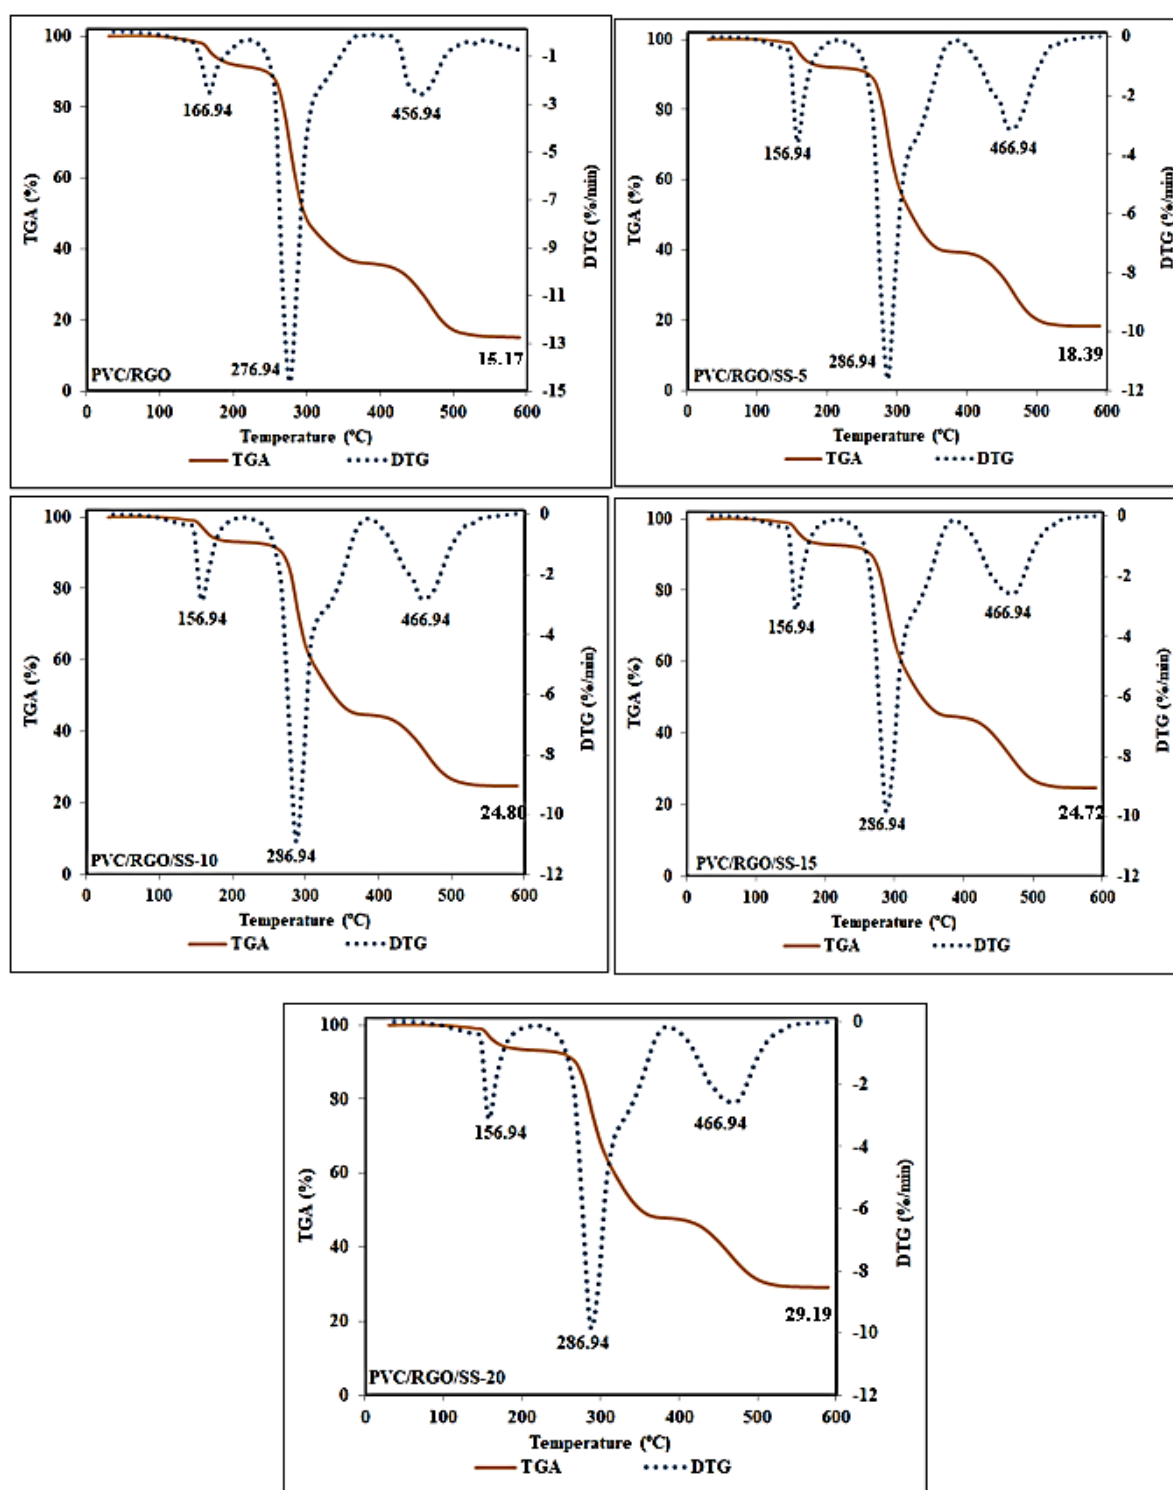 100
80
60
40
20
0
TGA (%)
-1
-3
-5
-7
-9
-11
-13
-15
DTG (%/min)
166.94
456.94
276.94
15.17
PVC/RGO
0 100 200 300 400 500 600
Temperature (ºC)
TGA DTG
100
80
60
40
20
0
TGA (%)
0
-2
-4
-6
-8
-10
-12
DTG (%/min)
156.94
466.94
286.94
18.39
PVC/RGO/SS-5
0 100 200 300 400 500 600
Temperature (ºC)
TGA DTG
100
80
60
40
20
0
TGA (%)
0
-2
-4
-6
-8
-10
-12
DTG (%/min)
156.94
466.94
24.80
286.94
PVC/RGO/SS-10
0 100 200 300 400 500 600
Temperature (ºC)
TGA DTG
100
80
60
40
20
0
TGA (%)
0
-2
-4
-6
-8
-10
-12
DTG (%/min)
156.94
466.94
24.72
286.94
PVC/RGO/SS-15
0 100 200 300 400 500 600
Temperature (ºC)
TGA DTG
100
80
60
40
20
0
TGA (%)
0
-2
-4
-6
-8
-10
-12
DTG (%/min)
156.94
466.94
29.19
286.94
PVC/RGO/SS-20
0 100 200 300 400 500 600
Temperature (ºC)
TGA DTG